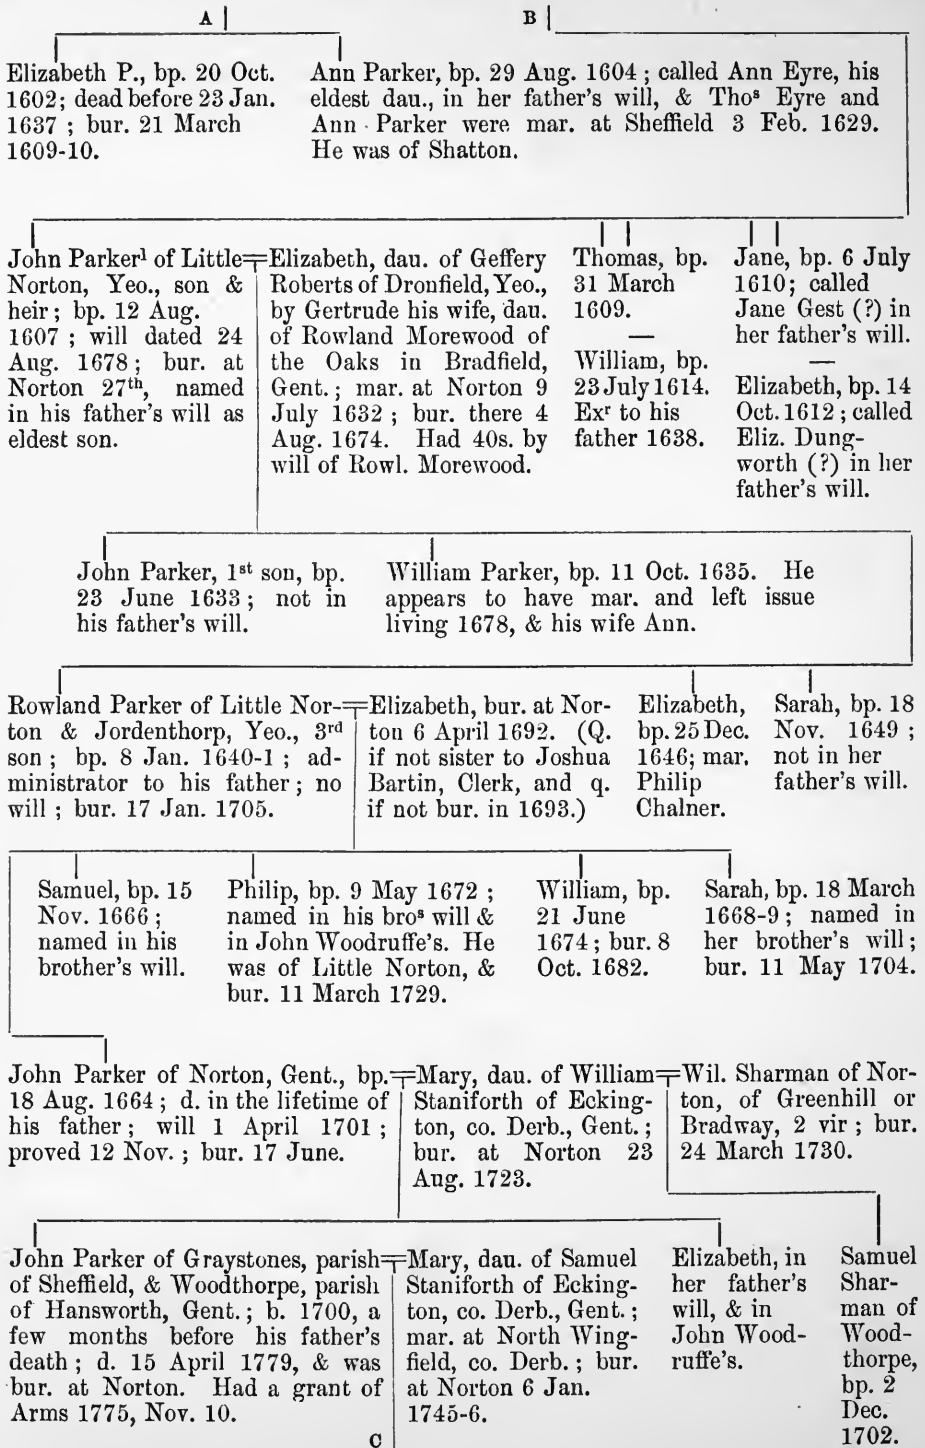 A
B
Elizabeth P., bp. 20 Oct.
1602; dead before 23 Jan.
1637 ; bur. 21 March
1609-10.
Ann Parker, bp. 29 Aug. 1604 ; called Ann Eyre, his
eldest dau., in her father's will, & Thoˢ Eyre and
Ann Parker were mar. at Sheffield 3 Feb. 1629.
He was of Shatton.
John Parker¹ of Little
Norton, Yeo., son &
heir; bp. 12 Aug.
1607 ; will dated 24
Aug. 1678; bur. at
Norton 27ᵗʰ, named
in his father's will as
eldest son.
Elizabeth, dau. of Geffery
Roberts of Dronfield, Yeo.,
by Gertrude his wife, dau.
of Rowland Morewood of
the Oaks in Bradfield,
Gent.; mar. at Norton 9
July 1632 ; bur. there 4
Aug. 1674. Had 40s. by
will of Rowl. Morewood.
Thomas, bp.
31 March
1609.
—
William, bp.
23 July 1614.
Exʳ to his
father 1638.
Jane, bp. 6 July
1610; called
Jane Gest (?) in
her father's will.
—
Elizabeth, bp. 14
Oct. 1612 ; called
Eliz. Dung-
worth (?) in her
father's will.
John Parker, 1ˢᵗ son, bp.
23 June 1633 ; not in
his father's will.
William Parker, bp. 11 Oct. 1635. He
appears to have mar. and left issue
living 1678, & his wife Ann.
Rowland Parker of Little Nor-
ton & Jordenthorp, Yeo., 3ʳᵈ
son ; bp. 8 Jan. 1640-1 ; ad-
ministrator to his father; no
will ; bur. 17 Jan. 1705.
Elizabeth, bur. at Nor-
ton 6 April 1692. (Q.
if not sister to Joshua
Bartin, Clerk, and q.
if not bur. in 1693.)
Elizabeth,
bp. 25 Dec.
1646; mar.
Philip
Chalner.
Sarah, bp. 18
Nov. 1649 ;
not in her
father's will.
Samuel, bp. 15
Nov. 1666 ;
named in his
brother's will.
Philip, bp. 9 May 1672 ;
named in his broˢ will &
in John Woodruffe's. He
was of Little Norton, &
bur. 11 March 1729.
William, bp.
21 June
1674 ; bur. 8
Oct. 1682.
Sarah, bp. 18 March
1668-9; named in
her brother's will;
bur. 11 May 1704.
John Parker of Norton, Gent., bp.
18 Aug. 1664 ; d. in the lifetime of
his father; will 1 April 1701 ;
proved 12 Nov. ; bur. 17 June.
Mary, dau. of William
Staniforth of Ecking-
ton, co. Derb., Gent.;
bur. at Norton 23
Aug. 1723.
Wil. Sharman of Nor-
ton, of Greenhill or
Bradway, 2 vir ; bur.
24 March 1730.
John Parker of Graystones, parish
of Sheffield, & Woodthorpe, parish
of Hansworth, Gent.; b. 1700, a
few months before his father's
death ; d. 15 April 1779, & was
bur. at Norton. Had a grant of
Arms 1775, Nov. 10.
Mary, dau. of Samuel
Staniforth of Ecking-
ton, co. Derb., Gent. ;
mar. at North Wing-
field, co. Derb. ; bur.
at Norton 6 Jan.
1745-6.
Elizabeth, in
her father's
will, & in
John Wood-
ruffe's.
Samuel
Shar-
man of
Wood-
thorpe,
bp. 2
Dec.
1702.
C